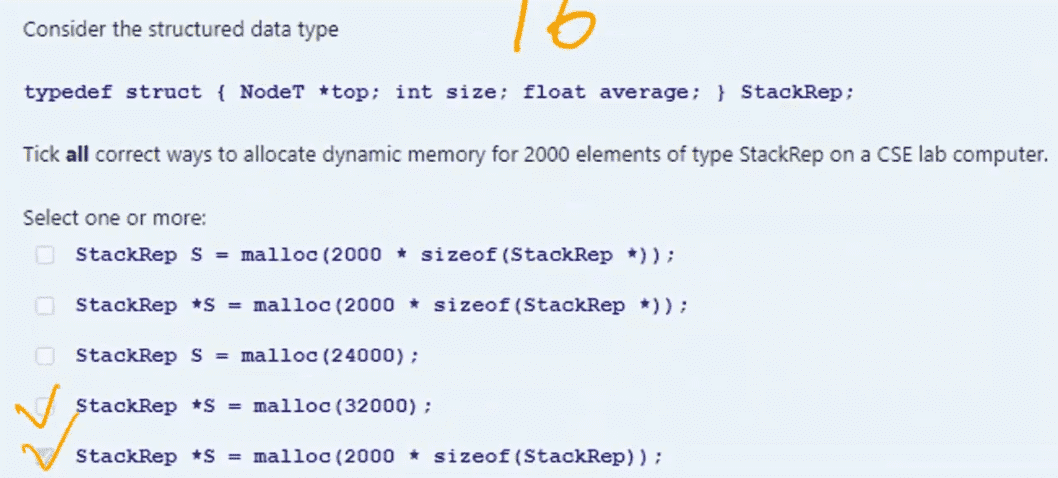 16
Consider the structured data type
typedef struct { NodeT *top; int size; float average; } StackRep;
Tick all correct ways to allocate dynamic memory for 2000 elements of type StackRep on a CSE lab computer.
Select one or more:
StackRep S = malloc(2000 * sizeof(StackRep *));
StackRep *S = malloc(2000 * sizeof(StackRep *));
StackRep S = malloc(24000);
StackRep *S = malloc(32000);
StackRep *S = malloc(2000 * sizeof(StackRep));